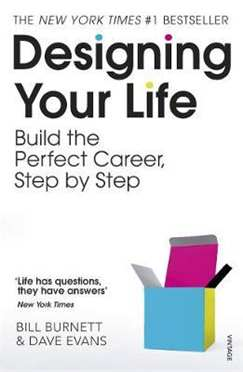 THE NEW YORK TIMES #1 BESTSELLER
Designing
Your Life
Build the
Perfect Career,
Step by Step
'Life has questions,
they have answers'
New York Times
BILL BURNETT
& DAVE EVANS
VINTAGE